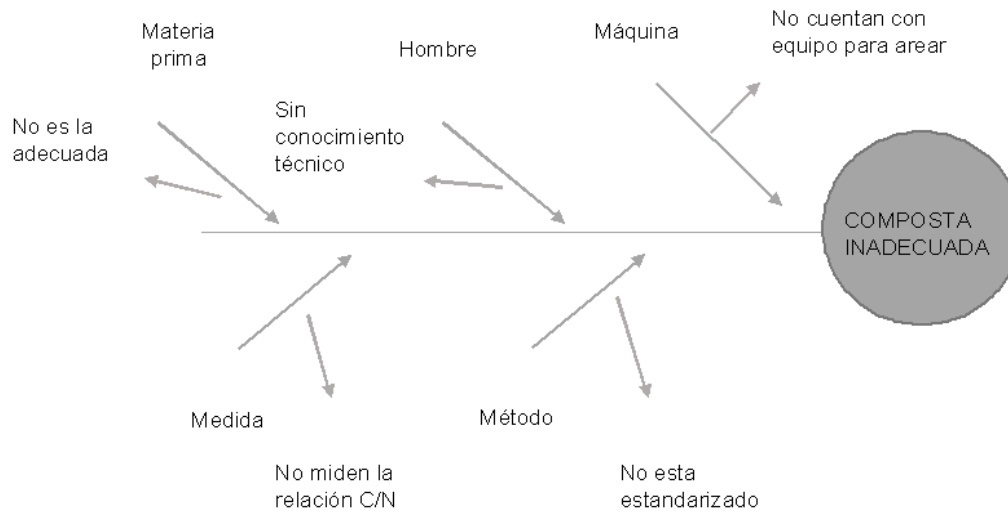 Materia
prima
Hombre
Máquina
No cuentan con
equipo para arear
No es la
adecuada
Sin
conocimiento
técnico
COMPOSTA
INADECUADA
Medida
Método
No miden la
relación C/N
No esta
estandarizado